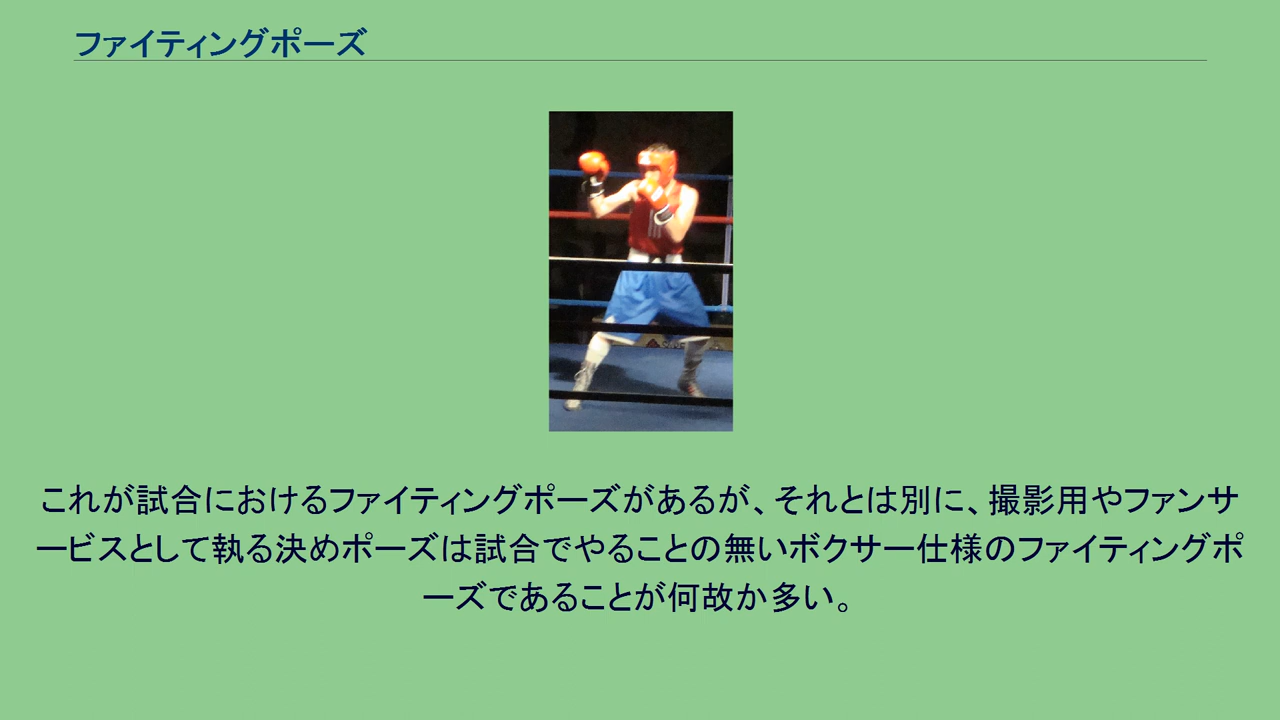 ファイティングポーズ
これが試合におけるファイティングポーズがあるが、それとは別に、撮影用やファンサ
ービスとして執る決めポーズは試合でやることの無いボクサー仕様のファイティングポ
ーズであることが何故か多い。